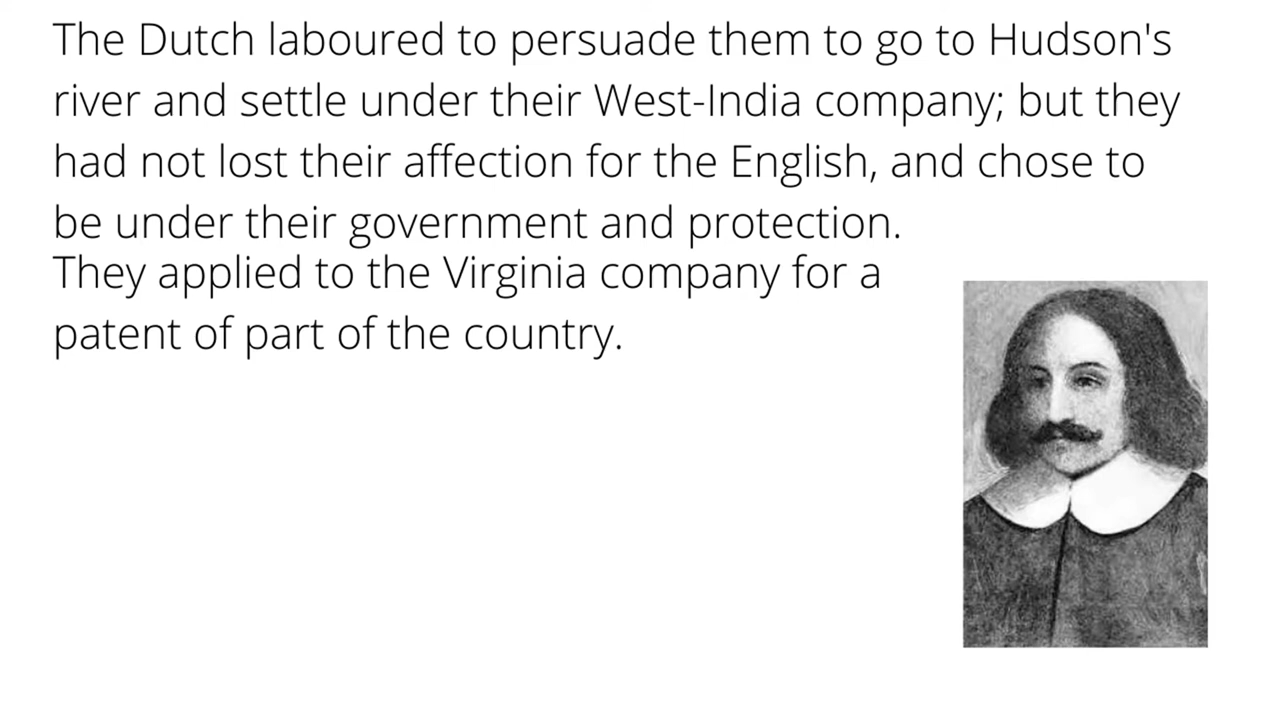 The Dutch laboured to persuade them to go to Hudson's
river and settle under their West-India company; but they
had not lost their affection for the English, and chose to
be under their government and protection.
They applied to the Virginia company for a
patent of part of the country.